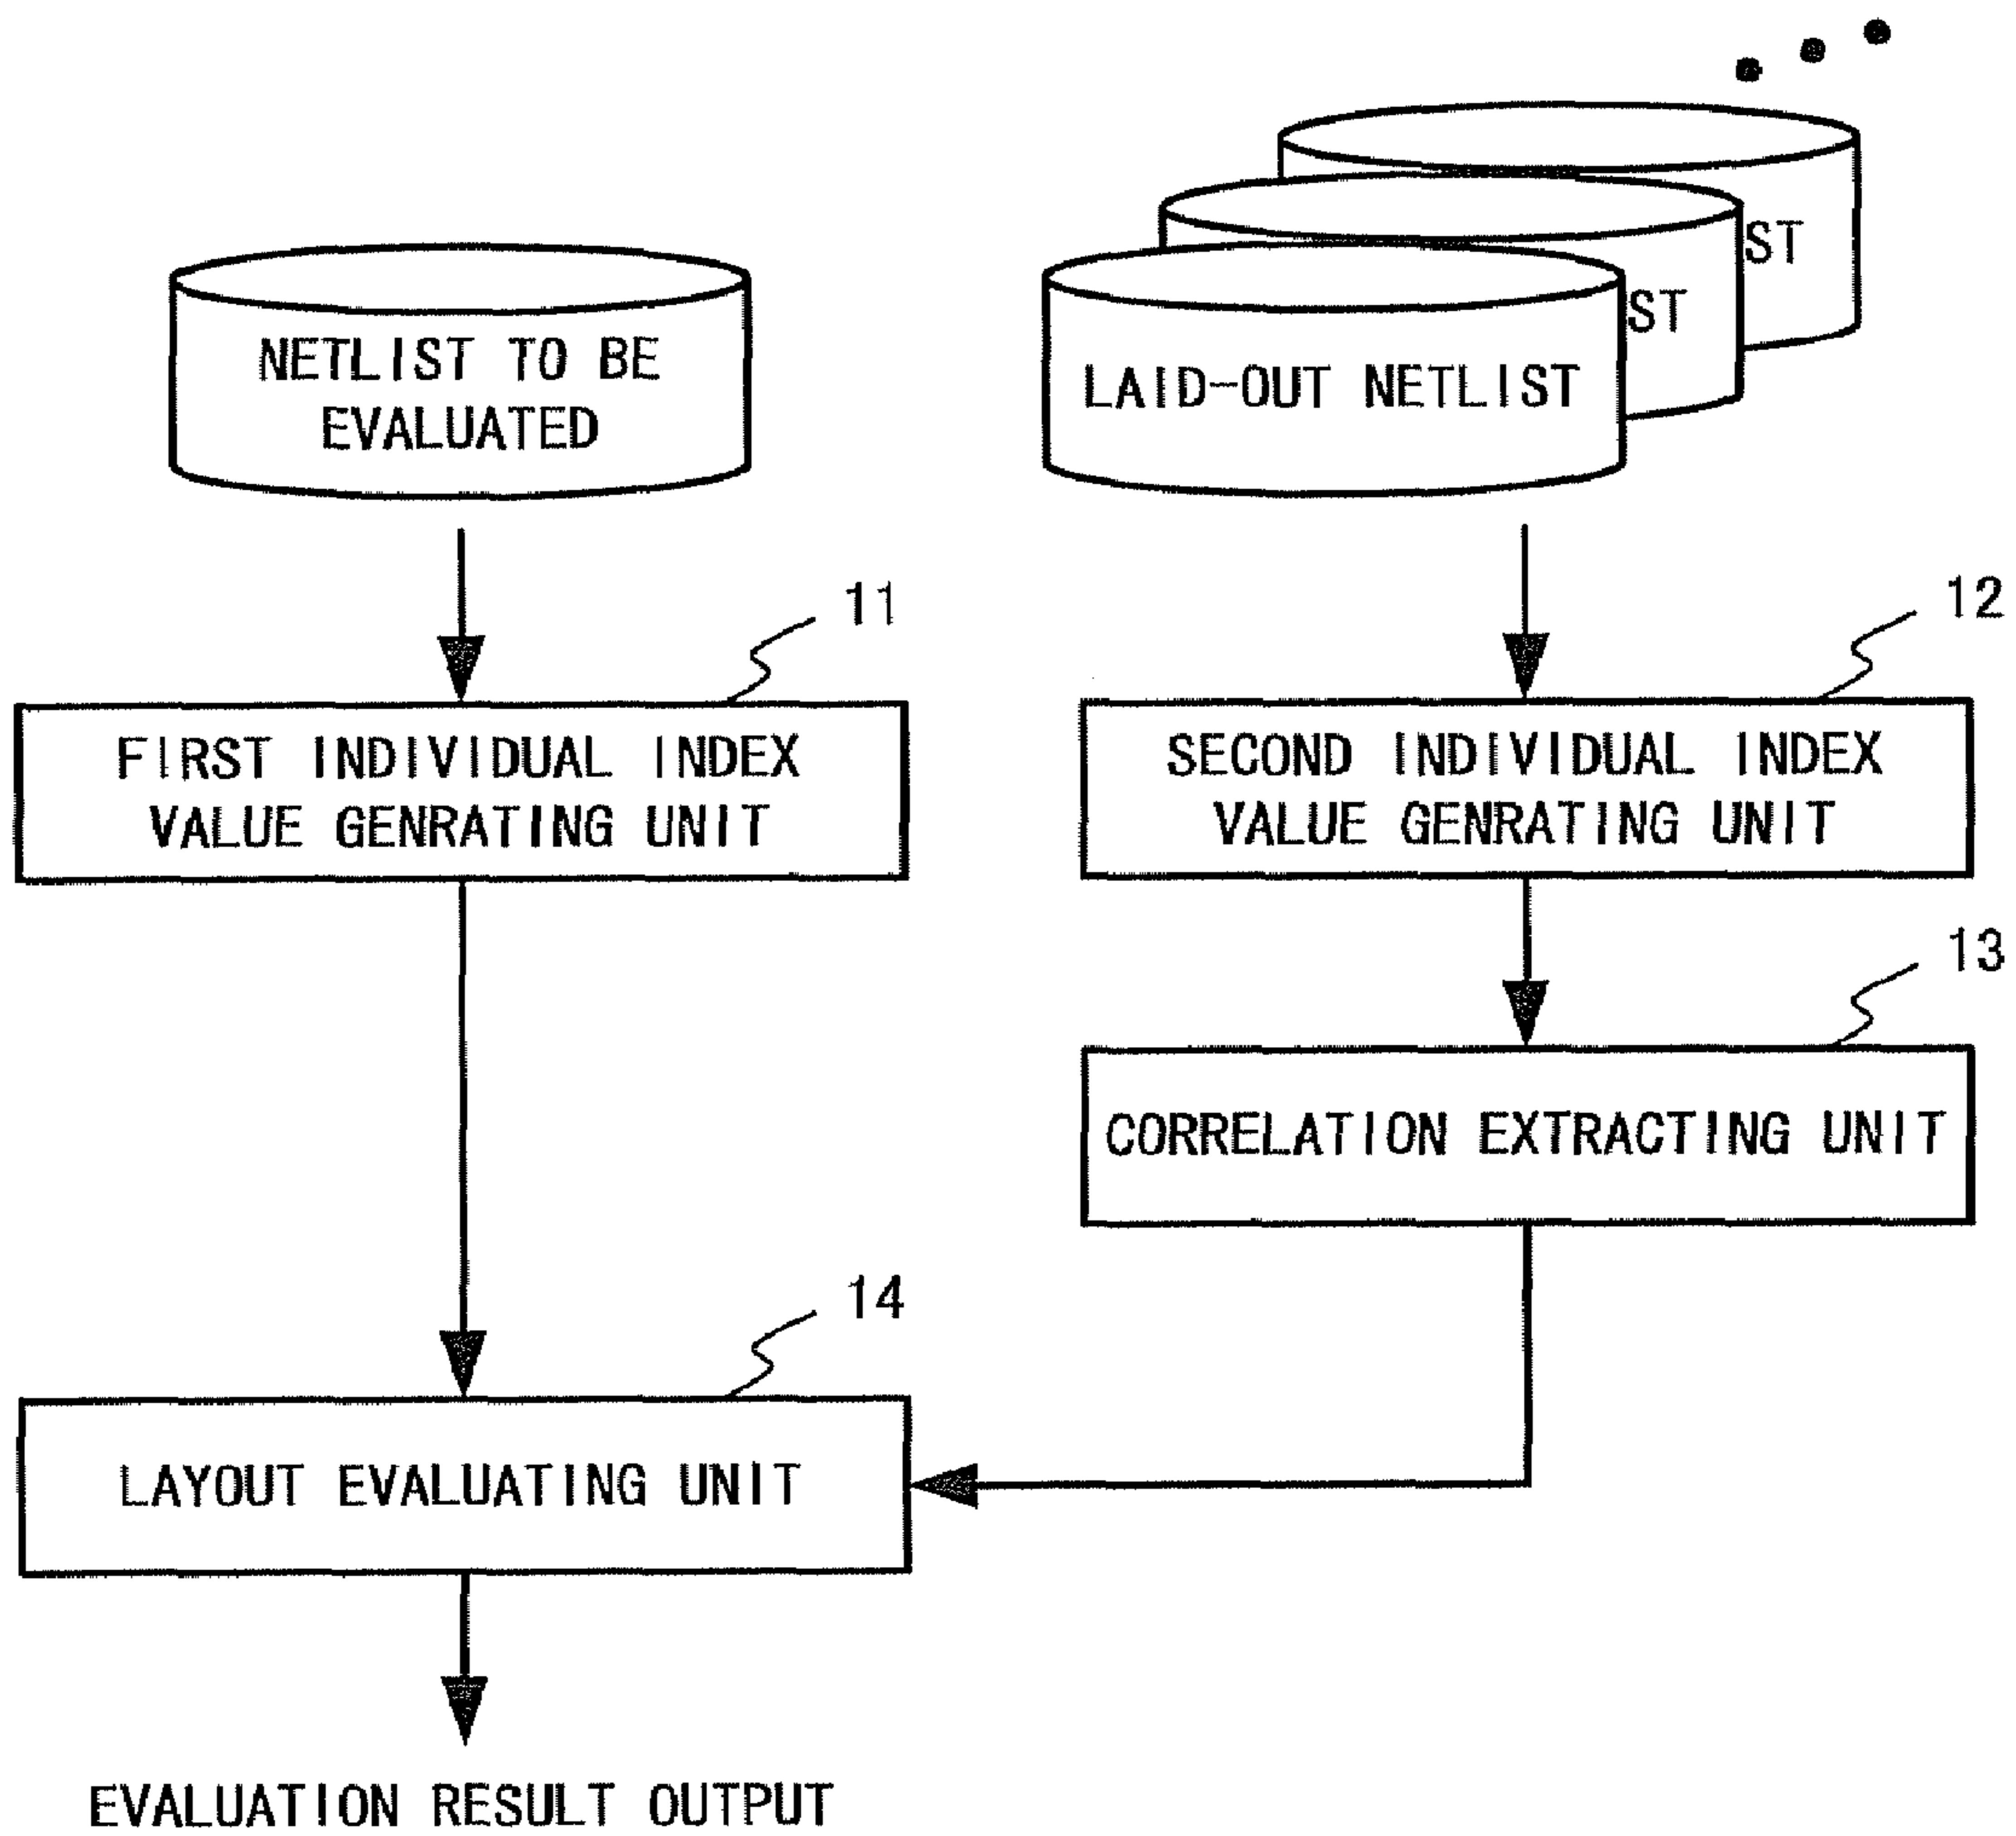 ST
ST
NETLIST TO BE
EVALUATED
LAID-OUT NETLIST
11
12
FIRST INDIVIDUAL INDEX
VALUE GENRATING UNIT
SECOND INDIVIDUAL INDEX
VALUE GENRATING UNIT
13
CORRELATION EXTRACTING UNIT
14
LAYOUT EVALUATING UNIT
EVALUATION RESULT OUTPUT